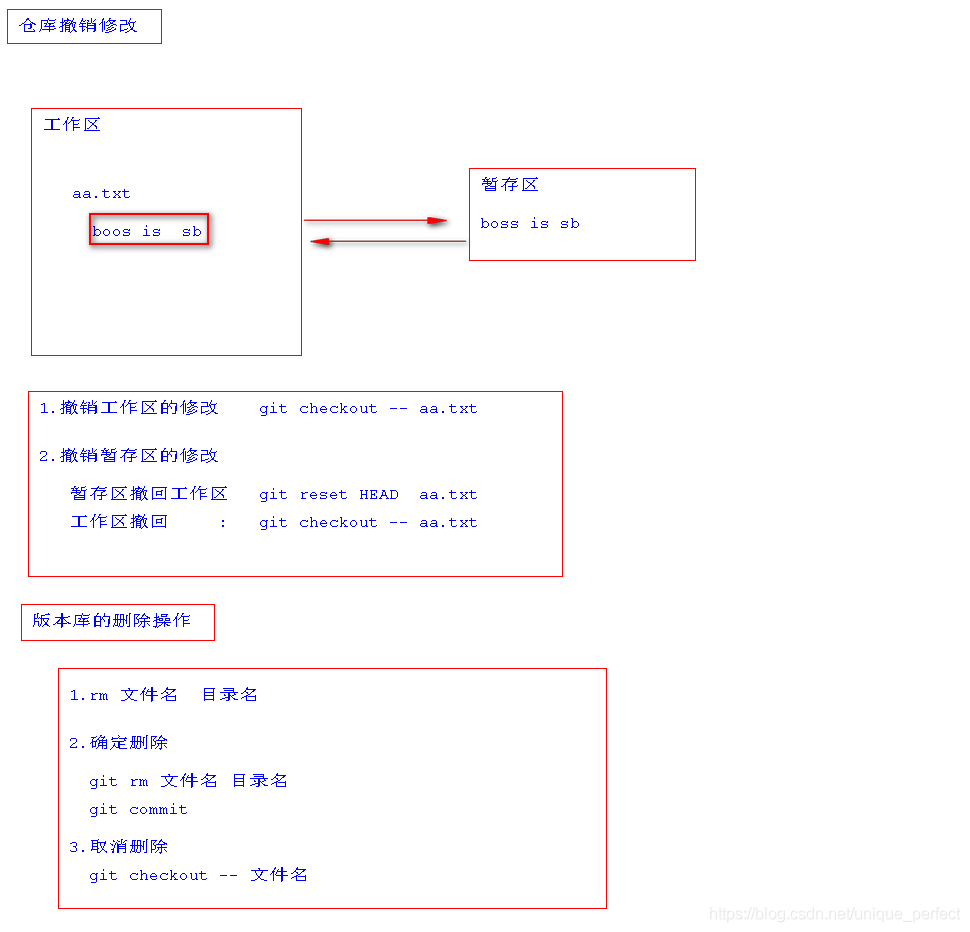 仓库撤销修改
工作区
aa.txt
boos is  sb
暂存区
boss is sb
1.撤销工作区的修改    git checkout -- aa.txt
2.撤销暂存区的修改
暂存区撤回工作区   git reset HEAD  aa.txt
工作区撤回     :   git checkout -- aa.txt
版本库的删除操作
1.rm 文件名  目录名
2.确定删除
git rm 文件名 目录名
git commit
3.取消删除
git checkout -- 文件名
https://blog.csdn.net/unique_perfect